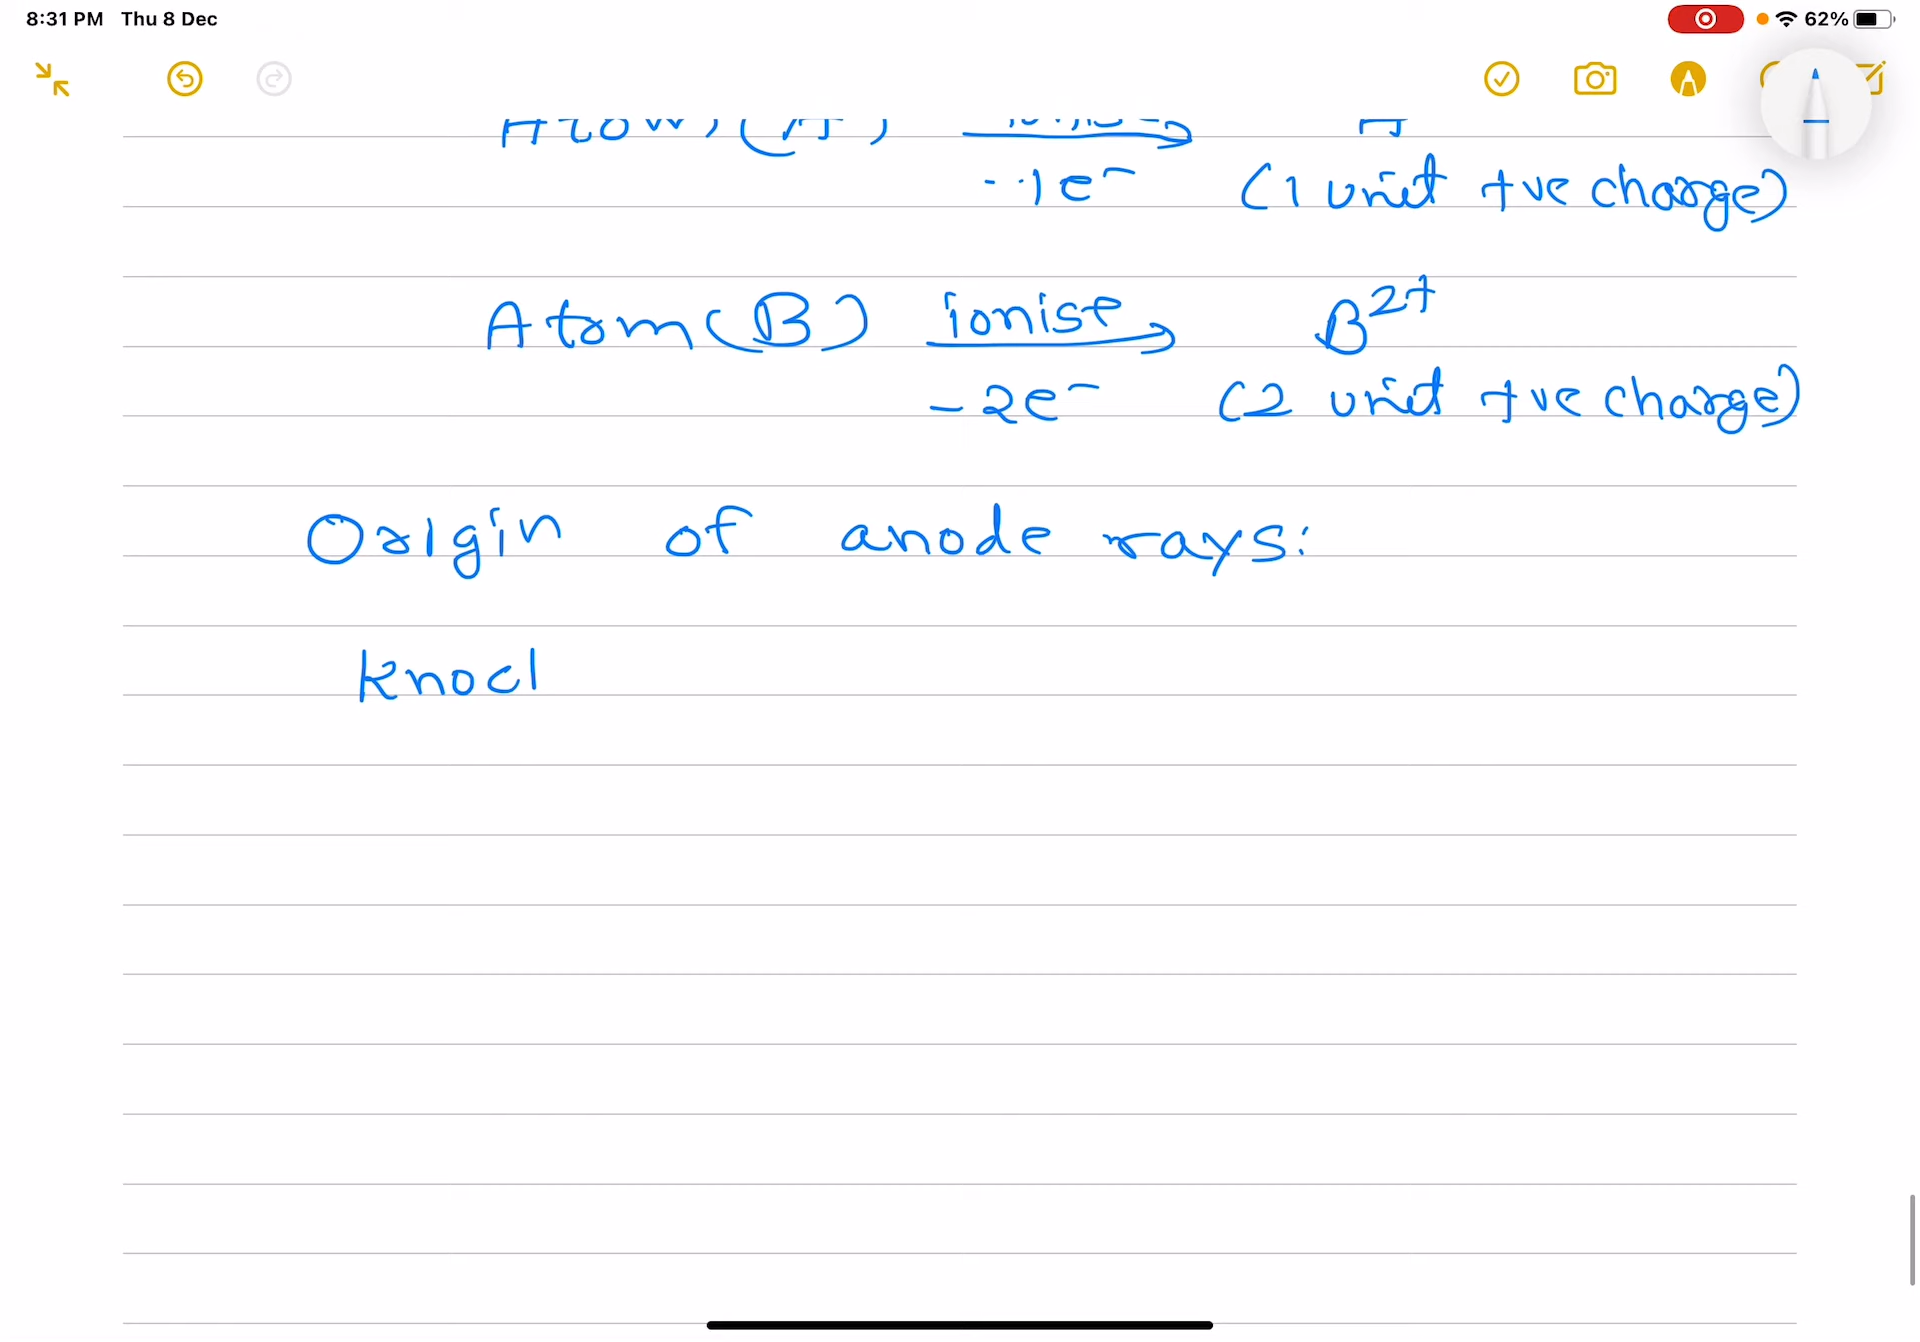 8:31 PM Thu 8 Dec 62%
-1e⁻ (1 unit +ve charge)
Atom(B) ionise B²⁺
-2e⁻ (2 unit +ve charge)
Origin of anode rays:
knocl